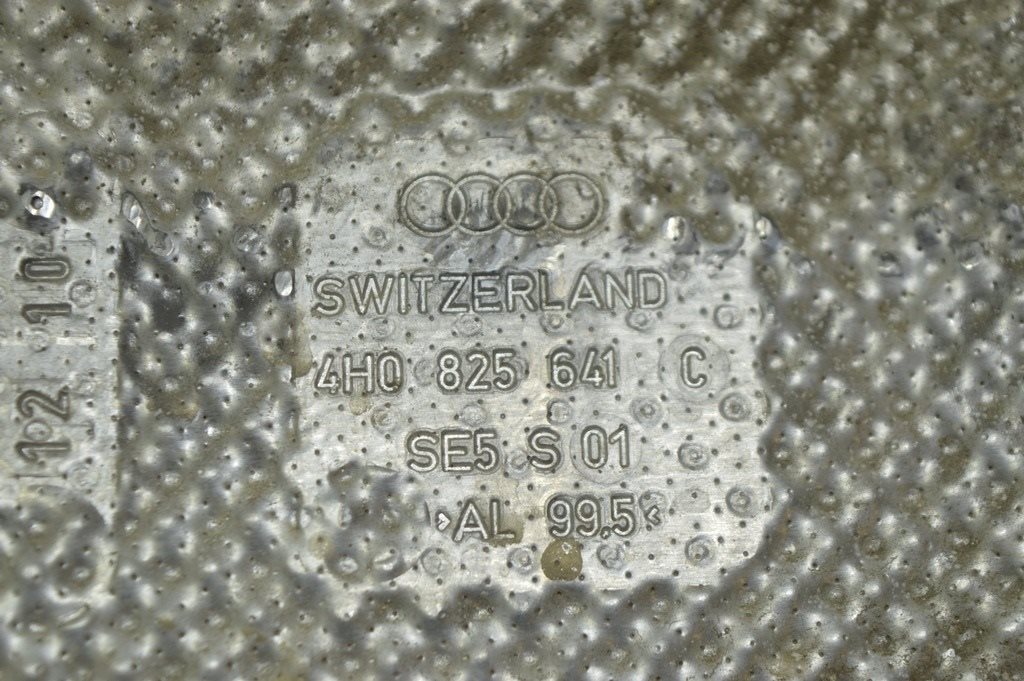 SWITZERLAND
4H0 825 641 C
SE5 S 01
>AL 99,5<
12 10